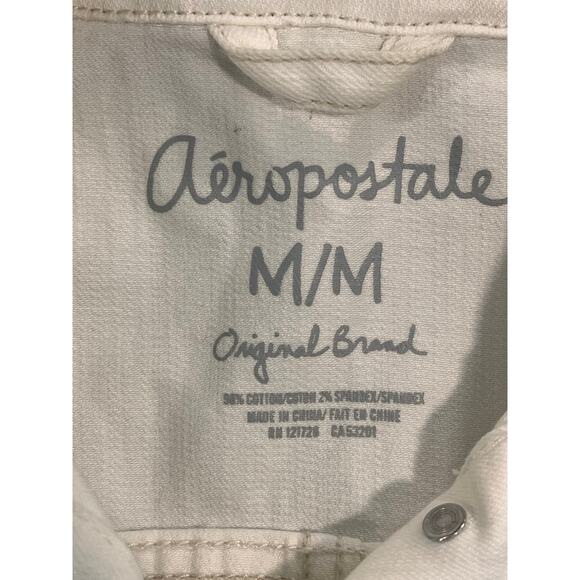 aéropostale
M/M
Original Brand
98% COTTON/COTON 2% SPANDEX/SPANDEX
MADE IN CHINA/ FAIT EN CHINE
RN 121726 CA53201